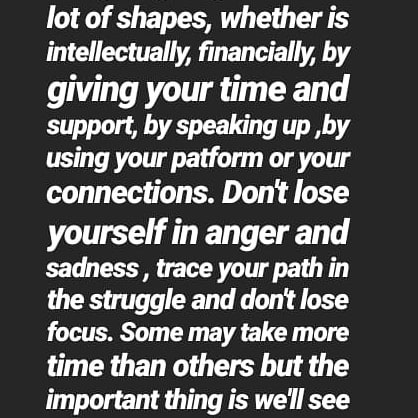 lot of shapes, whether is
intellectually, financially, by
giving your time and
support, by speaking up ,by
using your patform or your
connections. Don't lose
yourself in anger and
sadness , trace your path in
the struggle and don't lose
focus. Some may take more
time than others but the
important thing is we'll see